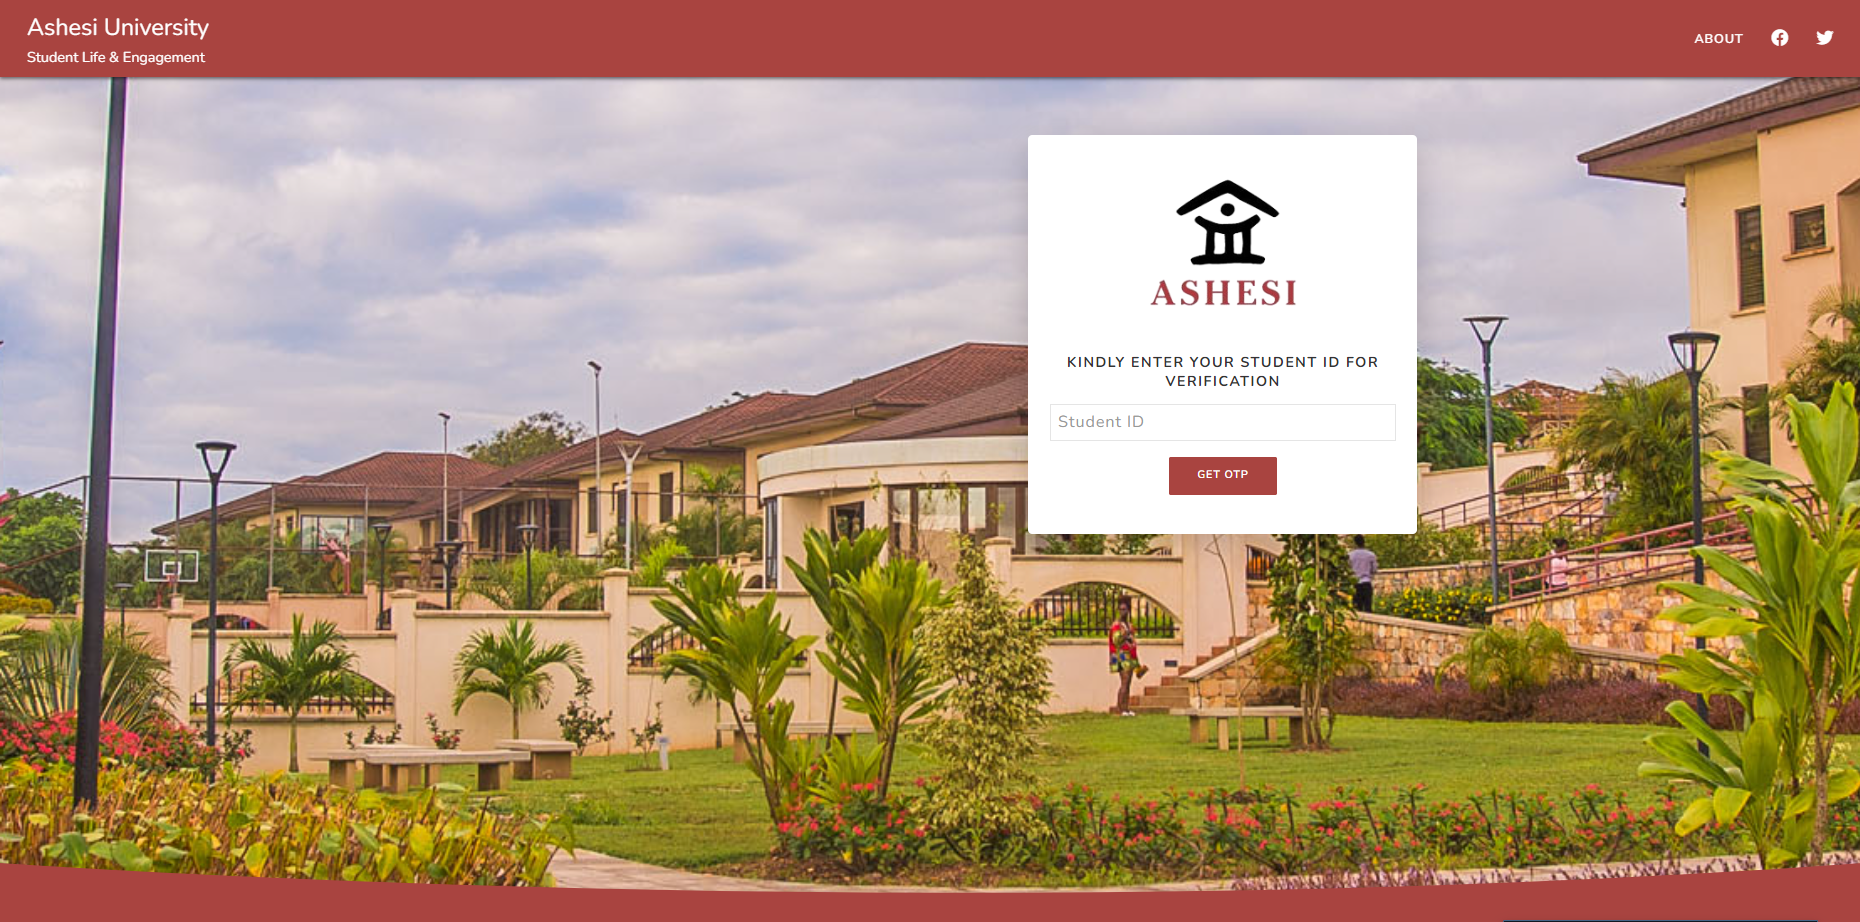 Ashesi University
Student Life & Engagement
ABOUT
ASHESI
KINDLY ENTER YOUR STUDENT ID FOR
VERIFICATION
Student ID
GET OTP